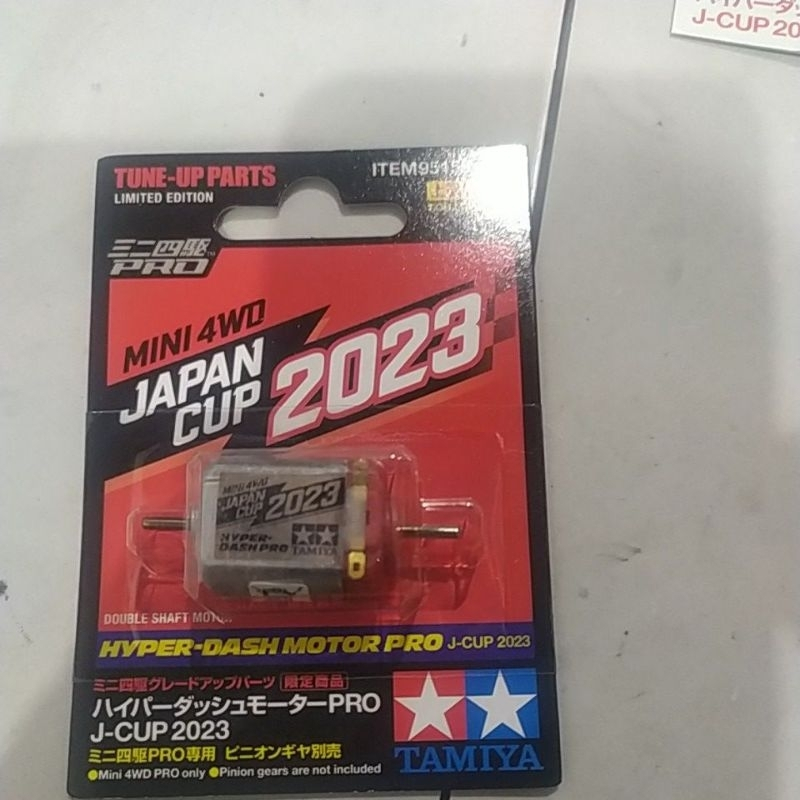 J-CUP 20
TUNE-UP PARTS
LIMITED EDITION
ミニ四駆
PRO
MINI 4WD
JAPAN
CUP
2023
MINI 4WD
JAPAN
CUP
2023
HYPER-
DASH PRO
TAMIYA
DOUBLE SHAFT MOTOR
HYPER-DASH MOTOR PRO J-CUP 2023
ミニ四駆グレードアップパーツ 限定商品
ハイパーダッシュモーターPRO
J-CUP 2023
ミニ四駆PRO専用 ピニオンギヤ別売
●Mini 4WD PRO only ●Pinion gears are not included
TAMIYA